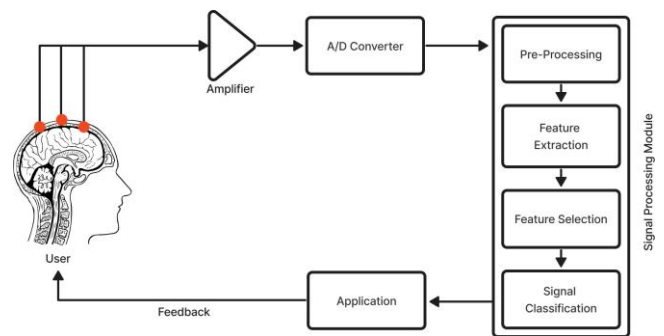 A/D Converter
Pre-Processing
Amplifier
Feature
Extraction
Signal Processing Module
Feature Selection
User
Application
Signal
Classification
Feedback